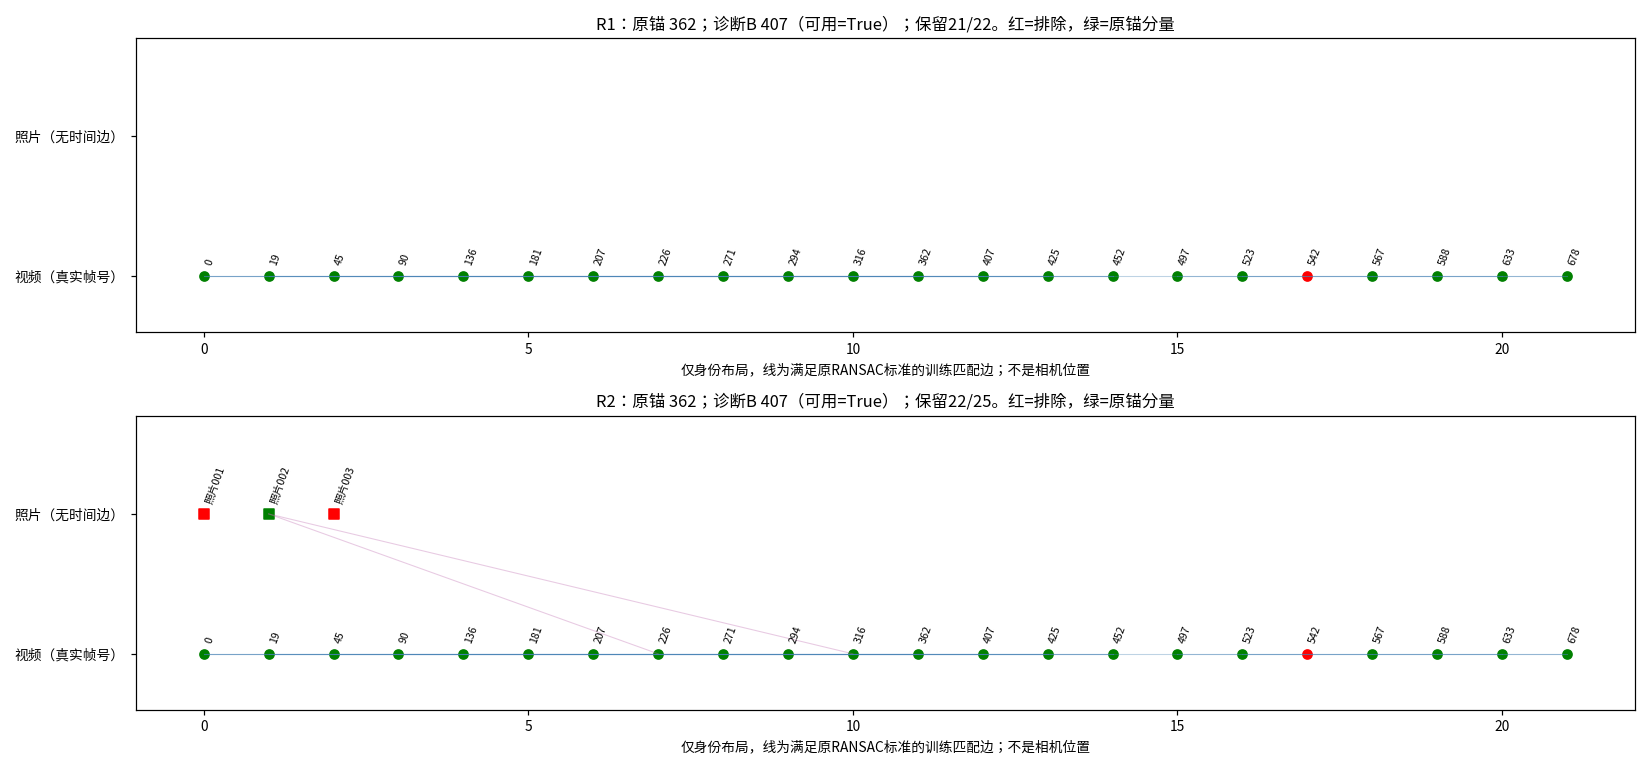 R1：原锚 362；诊断B 407（可用=True）；保留21/22。红=排除，绿=原锚分量
照片（无时间边）
0 19 45 90 136 181 207 226 271 294 316 362 407 425 452 497 523 542 567 588 633 678
视频（真实帧号）
0 5 10 15 20
仅身份布局，线为满足原RANSAC标准的训练匹配边；不是相机位置
R2：原锚 362；诊断B 407（可用=True）；保留22/25。红=排除，绿=原锚分量
照片001 照片002 照片003
照片（无时间边）
0 19 45 90 136 181 207 226 271 294 316 362 407 425 452 497 523 542 567 588 633 678
视频（真实帧号）
0 5 10 15 20
仅身份布局，线为满足原RANSAC标准的训练匹配边；不是相机位置